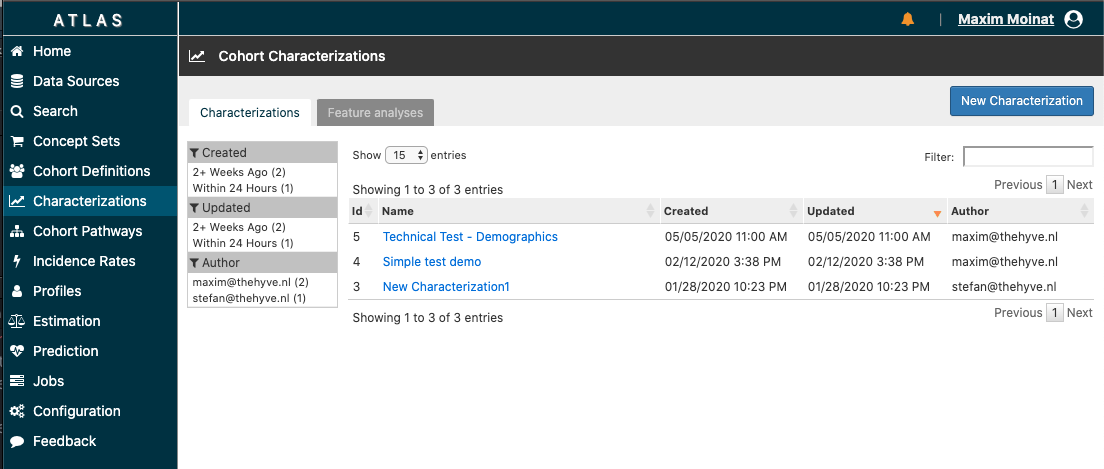 ATLAS
Maxim Moinat
Home
Data Sources
Search
Concept Sets
Cohort Definitions
Characterizations
Cohort Pathways
Incidence Rates
Profiles
Estimation
Prediction
Jobs
Configuration
Feedback
Cohort Characterizations
Characterizations
Feature analyses
New Characterization
Created
2+ Weeks Ago (2)
Within 24 Hours (1)
Updated
2+ Weeks Ago (2)
Within 24 Hours (1)
Author
maxim@thehyve.nl (2)
stefan@thehyve.nl (1)
Show 15 entries
Filter:
Showing 1 to 3 of 3 entries
Previous 1 Next
Id Name Created Updated Author
5 Technical Test - Demographics 05/05/2020 11:00 AM 05/05/2020 11:00 AM maxim@thehyve.nl
4 Simple test demo 02/12/2020 3:38 PM 02/12/2020 3:38 PM maxim@thehyve.nl
3 New Characterization1 01/28/2020 10:23 PM 01/28/2020 10:23 PM stefan@thehyve.nl
Showing 1 to 3 of 3 entries
Previous 1 Next